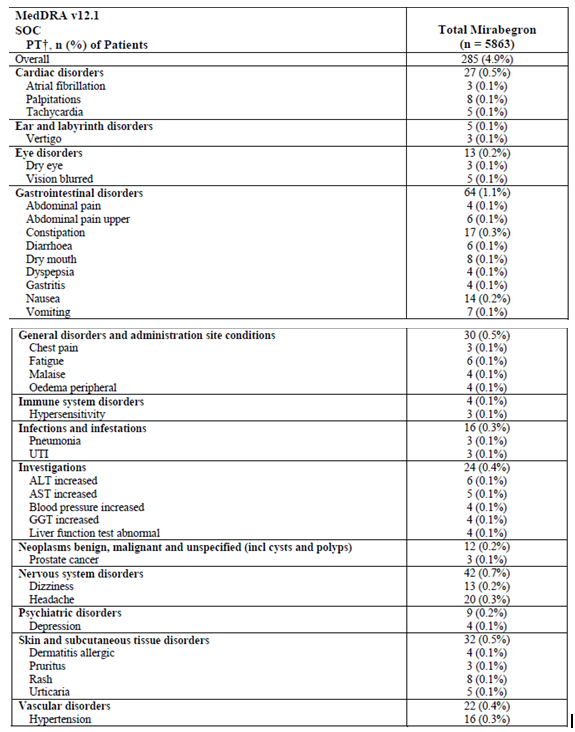 MedDRA v12.1
SOC
PT†, n (%) of Patients
Total Mirabegron
(n = 5863)
Overall 285 (4.9%)
Cardiac disorders 27 (0.5%)
Atrial fibrillation 3 (0.1%)
Palpitations 8 (0.1%)
Tachycardia 5 (0.1%)
Ear and labyrinth disorders 5 (0.1%)
Vertigo 3 (0.1%)
Eye disorders 13 (0.2%)
Dry eye 3 (0.1%)
Vision blurred 5 (0.1%)
Gastrointestinal disorders 64 (1.1%)
Abdominal pain 4 (0.1%)
Abdominal pain upper 6 (0.1%)
Constipation 17 (0.3%)
Diarrhoea 6 (0.1%)
Dry mouth 8 (0.1%)
Dyspepsia 4 (0.1%)
Gastritis 4 (0.1%)
Nausea 14 (0.2%)
Vomiting 7 (0.1%)
General disorders and administration site conditions 30 (0.5%)
Chest pain 3 (0.1%)
Fatigue 6 (0.1%)
Malaise 4 (0.1%)
Oedema peripheral 4 (0.1%)
Immune system disorders 4 (0.1%)
Hypersensitivity 3 (0.1%)
Infections and infestations 16 (0.3%)
Pneumonia 3 (0.1%)
UTI 3 (0.1%)
Investigations 24 (0.4%)
ALT increased 6 (0.1%)
AST increased 5 (0.1%)
Blood pressure increased 4 (0.1%)
GGT increased 4 (0.1%)
Liver function test abnormal 4 (0.1%)
Neoplasms benign, malignant and unspecified (incl cysts and polyps) 12 (0.2%)
Prostate cancer 3 (0.1%)
Nervous system disorders 42 (0.7%)
Dizziness 13 (0.2%)
Headache 20 (0.3%)
Psychiatric disorders 9 (0.2%)
Depression 4 (0.1%)
Skin and subcutaneous tissue disorders 32 (0.5%)
Dermatitis allergic 4 (0.1%)
Pruritus 3 (0.1%)
Rash 8 (0.1%)
Urticaria 5 (0.1%)
Vascular disorders 22 (0.4%)
Hypertension 16 (0.3%)